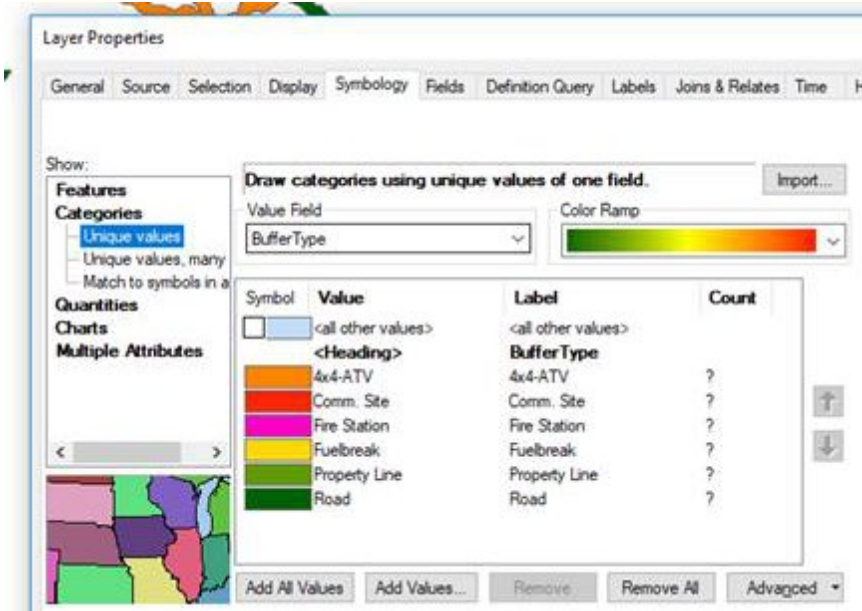 Layer Properties
General Source Selection Display Symbology Fields Definition Query Labels Joins & Relates Time H
Show:
Features
Categories
Unique values
Unique values, many
Match to symbols in a
Quantities
Charts
Multiple Attributes
Draw categories using unique values of one field.
Import...
Value Field
BufferType
Color Ramp
Symbol Value Label Count
<all other values> <all other values>
<Heading> BufferType
4x4-ATV 4x4-ATV ?
Comm. Site Comm. Site ?
Fire Station Fire Station ?
Fuelbreak Fuelbreak ?
Property Line Property Line ?
Road Road ?
Add All Values Add Values... Remove Remove All Advanced